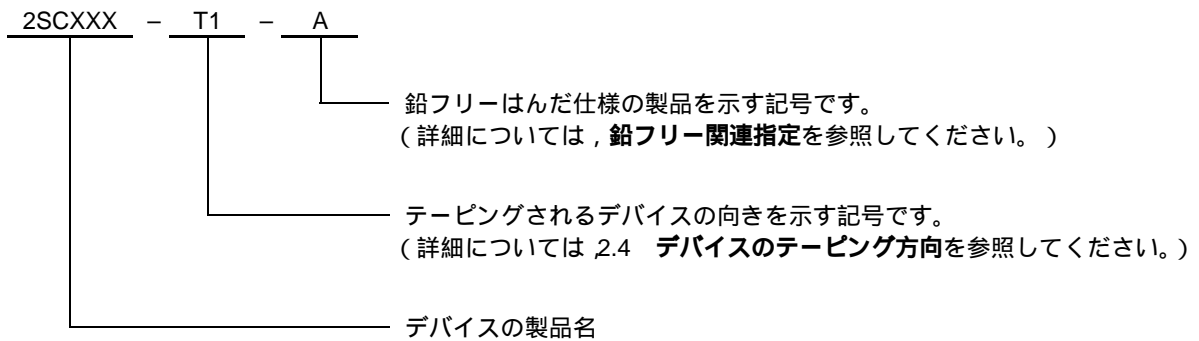 2SCXXX – T1 – A
鉛フリーはんだ仕様の製品を示す記号です。
(詳細については,鉛フリー関連指定を参照してください。)
テーピングされるデバイスの向きを示す記号です。
(詳細については,2.4 デバイスのテーピング方向を参照してください。)
デバイスの製品名